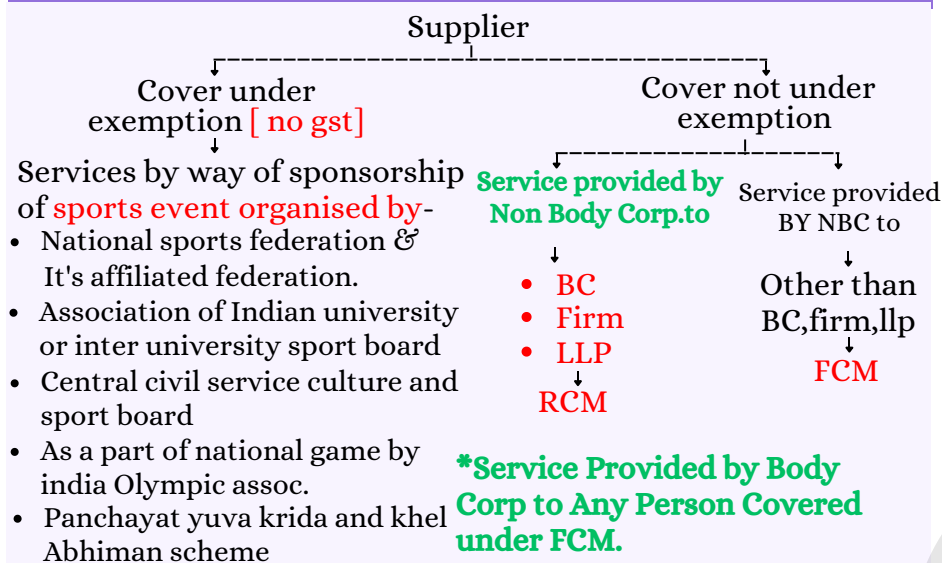 Supplier
Cover under
exemption [ no gst]
Services by way of sponsorship
of sports event organised by-
• National sports federation &
It's affiliated federation.
• Association of Indian university
or inter university sport board
• Central civil service culture and
sport board
• As a part of national game by
india Olympic assoc.
• Panchayat yuva krida and khel
Abhiman scheme
Cover not under
exemption
Service provided by
Non Body Corp.to
• BC
• Firm
• LLP
RCM
Service provided
BY NBC to
Other than
BC,firm,llp
FCM
*Service Provided by Body
Corp to Any Person Covered
under FCM.